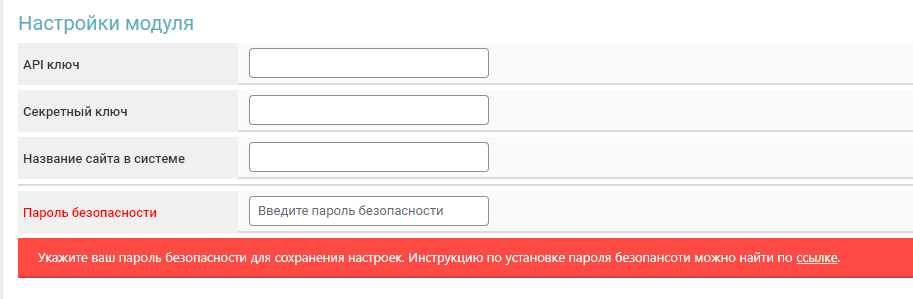 Настройки модуля
API ключ
Секретный ключ
Название сайта в системе
Пароль безопасности
Введите пароль безопасности
Укажите ваш пароль безопасности для сохранения настроек. Инструкцию по установке пароля безопансоти можно найти по ссылке.